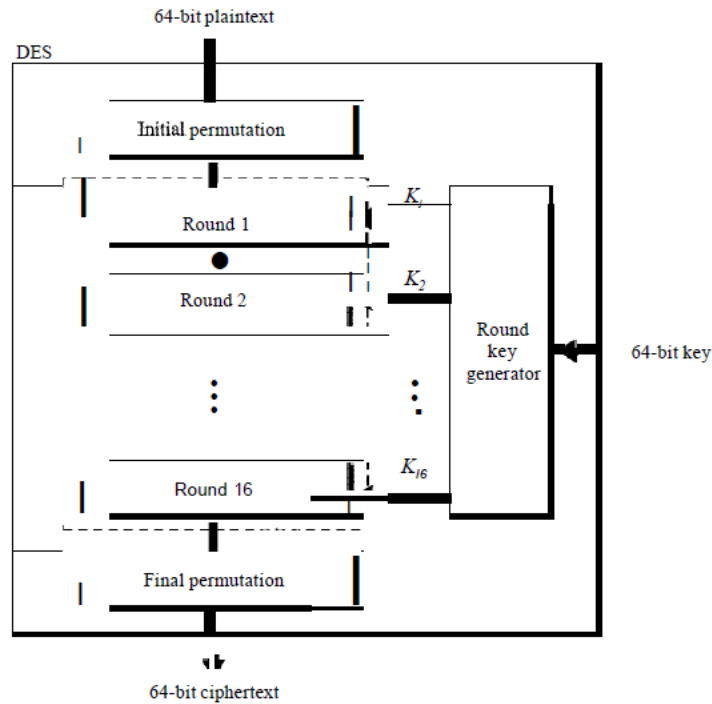 64-bit plaintext
DES
Initial permutation
Round 1
K
Round 2
K2
Round
key
generator
64-bit key
Round 16
K16
Final permutation
64-bit ciphertext